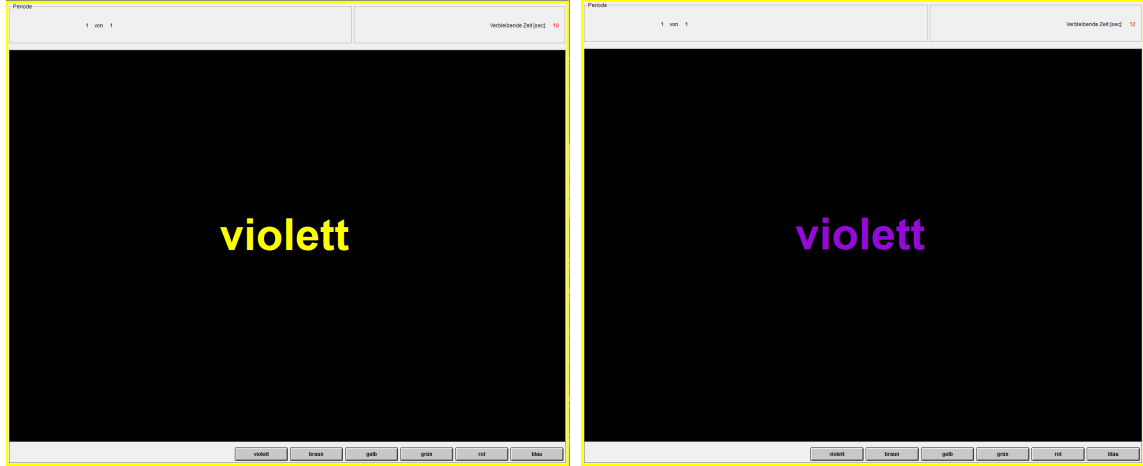 Periode
1 von 1
Verbleibende Zeit [sec]: 18
violett
violett braun gelb grün rot blau
Periode
1 von 1
Verbleibende Zeit [sec]: 12
violett
violett braun gelb grün rot blau